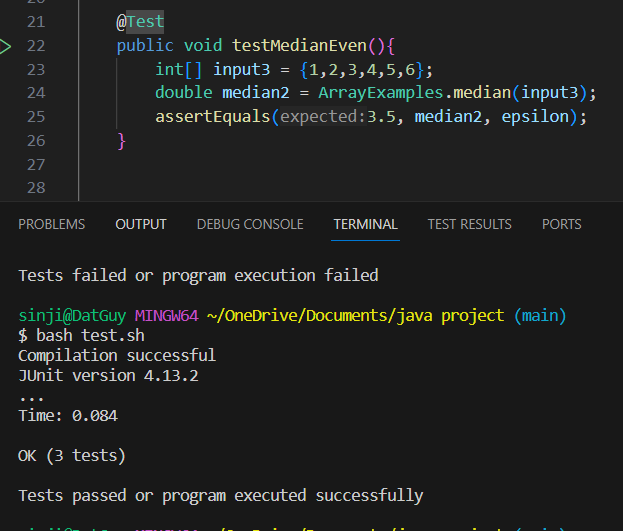 21 @Test
22 public void testMedianEven(){
23 int[] input3 = {1,2,3,4,5,6};
24 double median2 = ArrayExamples.median(input3);
25 assertEquals(expected:3.5, median2, epsilon);
26 }
27
28
PROBLEMS OUTPUT DEBUG CONSOLE TERMINAL TEST RESULTS PORTS
Tests failed or program execution failed
sinji@DatGuy MINGW64 ~/OneDrive/Documents/java project (main)
$ bash test.sh
Compilation successful
JUnit version 4.13.2
...
Time: 0.084
OK (3 tests)
Tests passed or program executed successfully